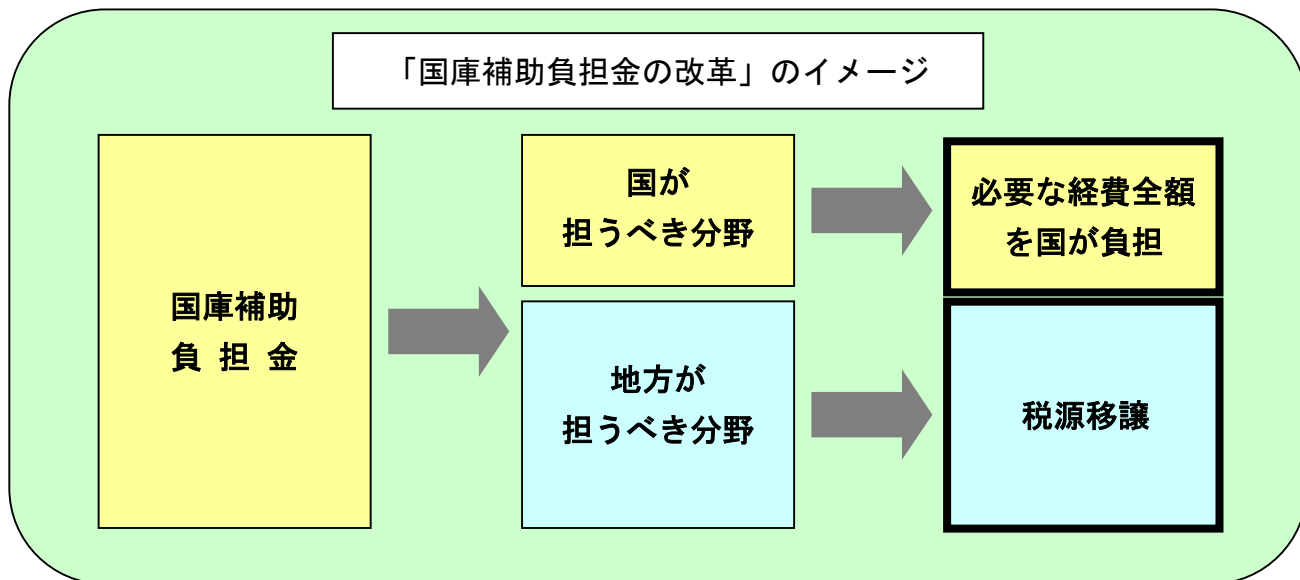 「国庫補助負担金の改革」のイメージ
国庫補助
負 担 金
国が
担うべき分野
地方が
担うべき分野
必要な経費全額
を国が負担
税源移譲